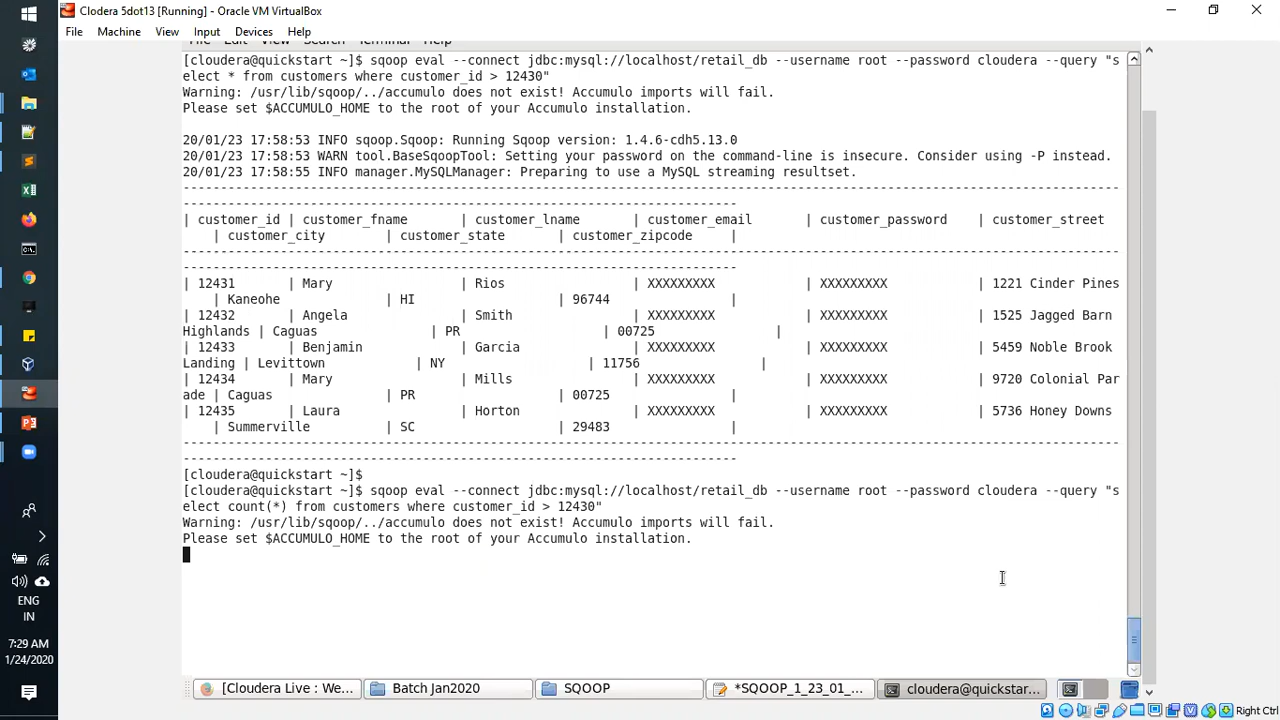 Clodera 5dot13 [Running] - Oracle VM VirtualBox
File Machine View Input Devices Help
File Edit View Search Terminal Help
[cloudera@quickstart ~]$ sqoop eval --connect jdbc:mysql://localhost/retail_db --username root --password cloudera --query "s
elect * from customers where customer_id > 12430"
Warning: /usr/lib/sqoop/../accumulo does not exist! Accumulo imports will fail.
Please set $ACCUMULO_HOME to the root of your Accumulo installation.
20/01/23 17:58:53 INFO sqoop.Sqoop: Running Sqoop version: 1.4.6-cdh5.13.0
20/01/23 17:58:53 WARN tool.BaseSqoopTool: Setting your password on the command-line is insecure. Consider using -P instead.
20/01/23 17:58:55 INFO manager.MySQLManager: Preparing to use a MySQL streaming resultset.
| customer_id | customer_fname | customer_lname | customer_email | customer_password | customer_street
| customer_city | customer_state | customer_zipcode |
| 12431 | Mary | Rios | XXXXXXXXX | XXXXXXXXX | 1221 Cinder Pines
| Kaneohe | HI | 96744 |
| 12432 | Angela | Smith | XXXXXXXXX | XXXXXXXXX | 1525 Jagged Barn
Highlands | Caguas | PR | 00725 |
| 12433 | Benjamin | Garcia | XXXXXXXXX | XXXXXXXXX | 5459 Noble Brook
Landing | Levittown | NY | 11756 |
| 12434 | Mary | Mills | XXXXXXXXX | XXXXXXXXX | 9720 Colonial Par
ade | Caguas | PR | 00725 |
| 12435 | Laura | Horton | XXXXXXXXX | XXXXXXXXX | 5736 Honey Downs
| Summerville | SC | 29483 |
[cloudera@quickstart ~]$
[cloudera@quickstart ~]$ sqoop eval --connect jdbc:mysql://localhost/retail_db --username root --password cloudera --query "s
elect count(*) from customers where customer_id > 12430"
Warning: /usr/lib/sqoop/../accumulo does not exist! Accumulo imports will fail.
Please set $ACCUMULO_HOME to the root of your Accumulo installation.
ENG
IN
7:29 AM
1/24/2020
[Cloudera Live : We... Batch Jan2020 SQOOP *SQOOP_1_23_01_... cloudera@quickstar...
Right Ctrl